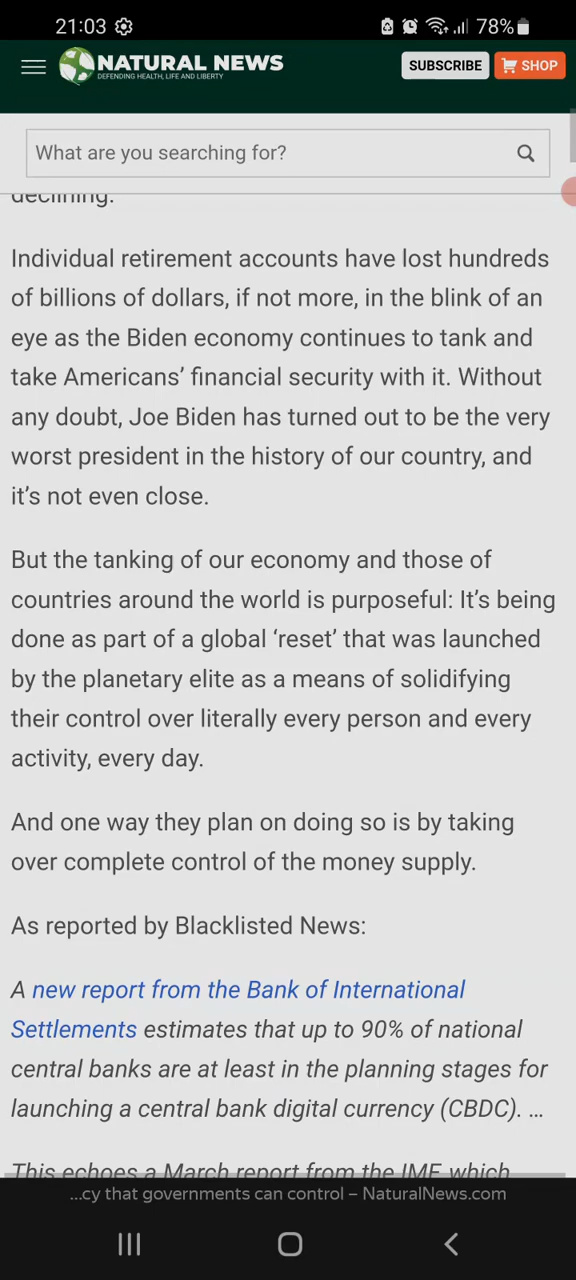 21:03
78%
NATURAL NEWS
DEFENDING HEALTH, LIFE AND LIBERTY
SUBSCRIBE
SHOP
What are you searching for?
declining.
Individual retirement accounts have lost hundreds
of billions of dollars, if not more, in the blink of an
eye as the Biden economy continues to tank and
take Americans’ financial security with it. Without
any doubt, Joe Biden has turned out to be the very
worst president in the history of our country, and
it’s not even close.
But the tanking of our economy and those of
countries around the world is purposeful: It’s being
done as part of a global ‘reset’ that was launched
by the planetary elite as a means of solidifying
their control over literally every person and every
activity, every day.
And one way they plan on doing so is by taking
over complete control of the money supply.
As reported by Blacklisted News:
A new report from the Bank of International
Settlements estimates that up to 90% of national
central banks are at least in the planning stages for
launching a central bank digital currency (CBDC). …
This echoes a March report from the IMF, which
...cy that governments can control – NaturalNews.com